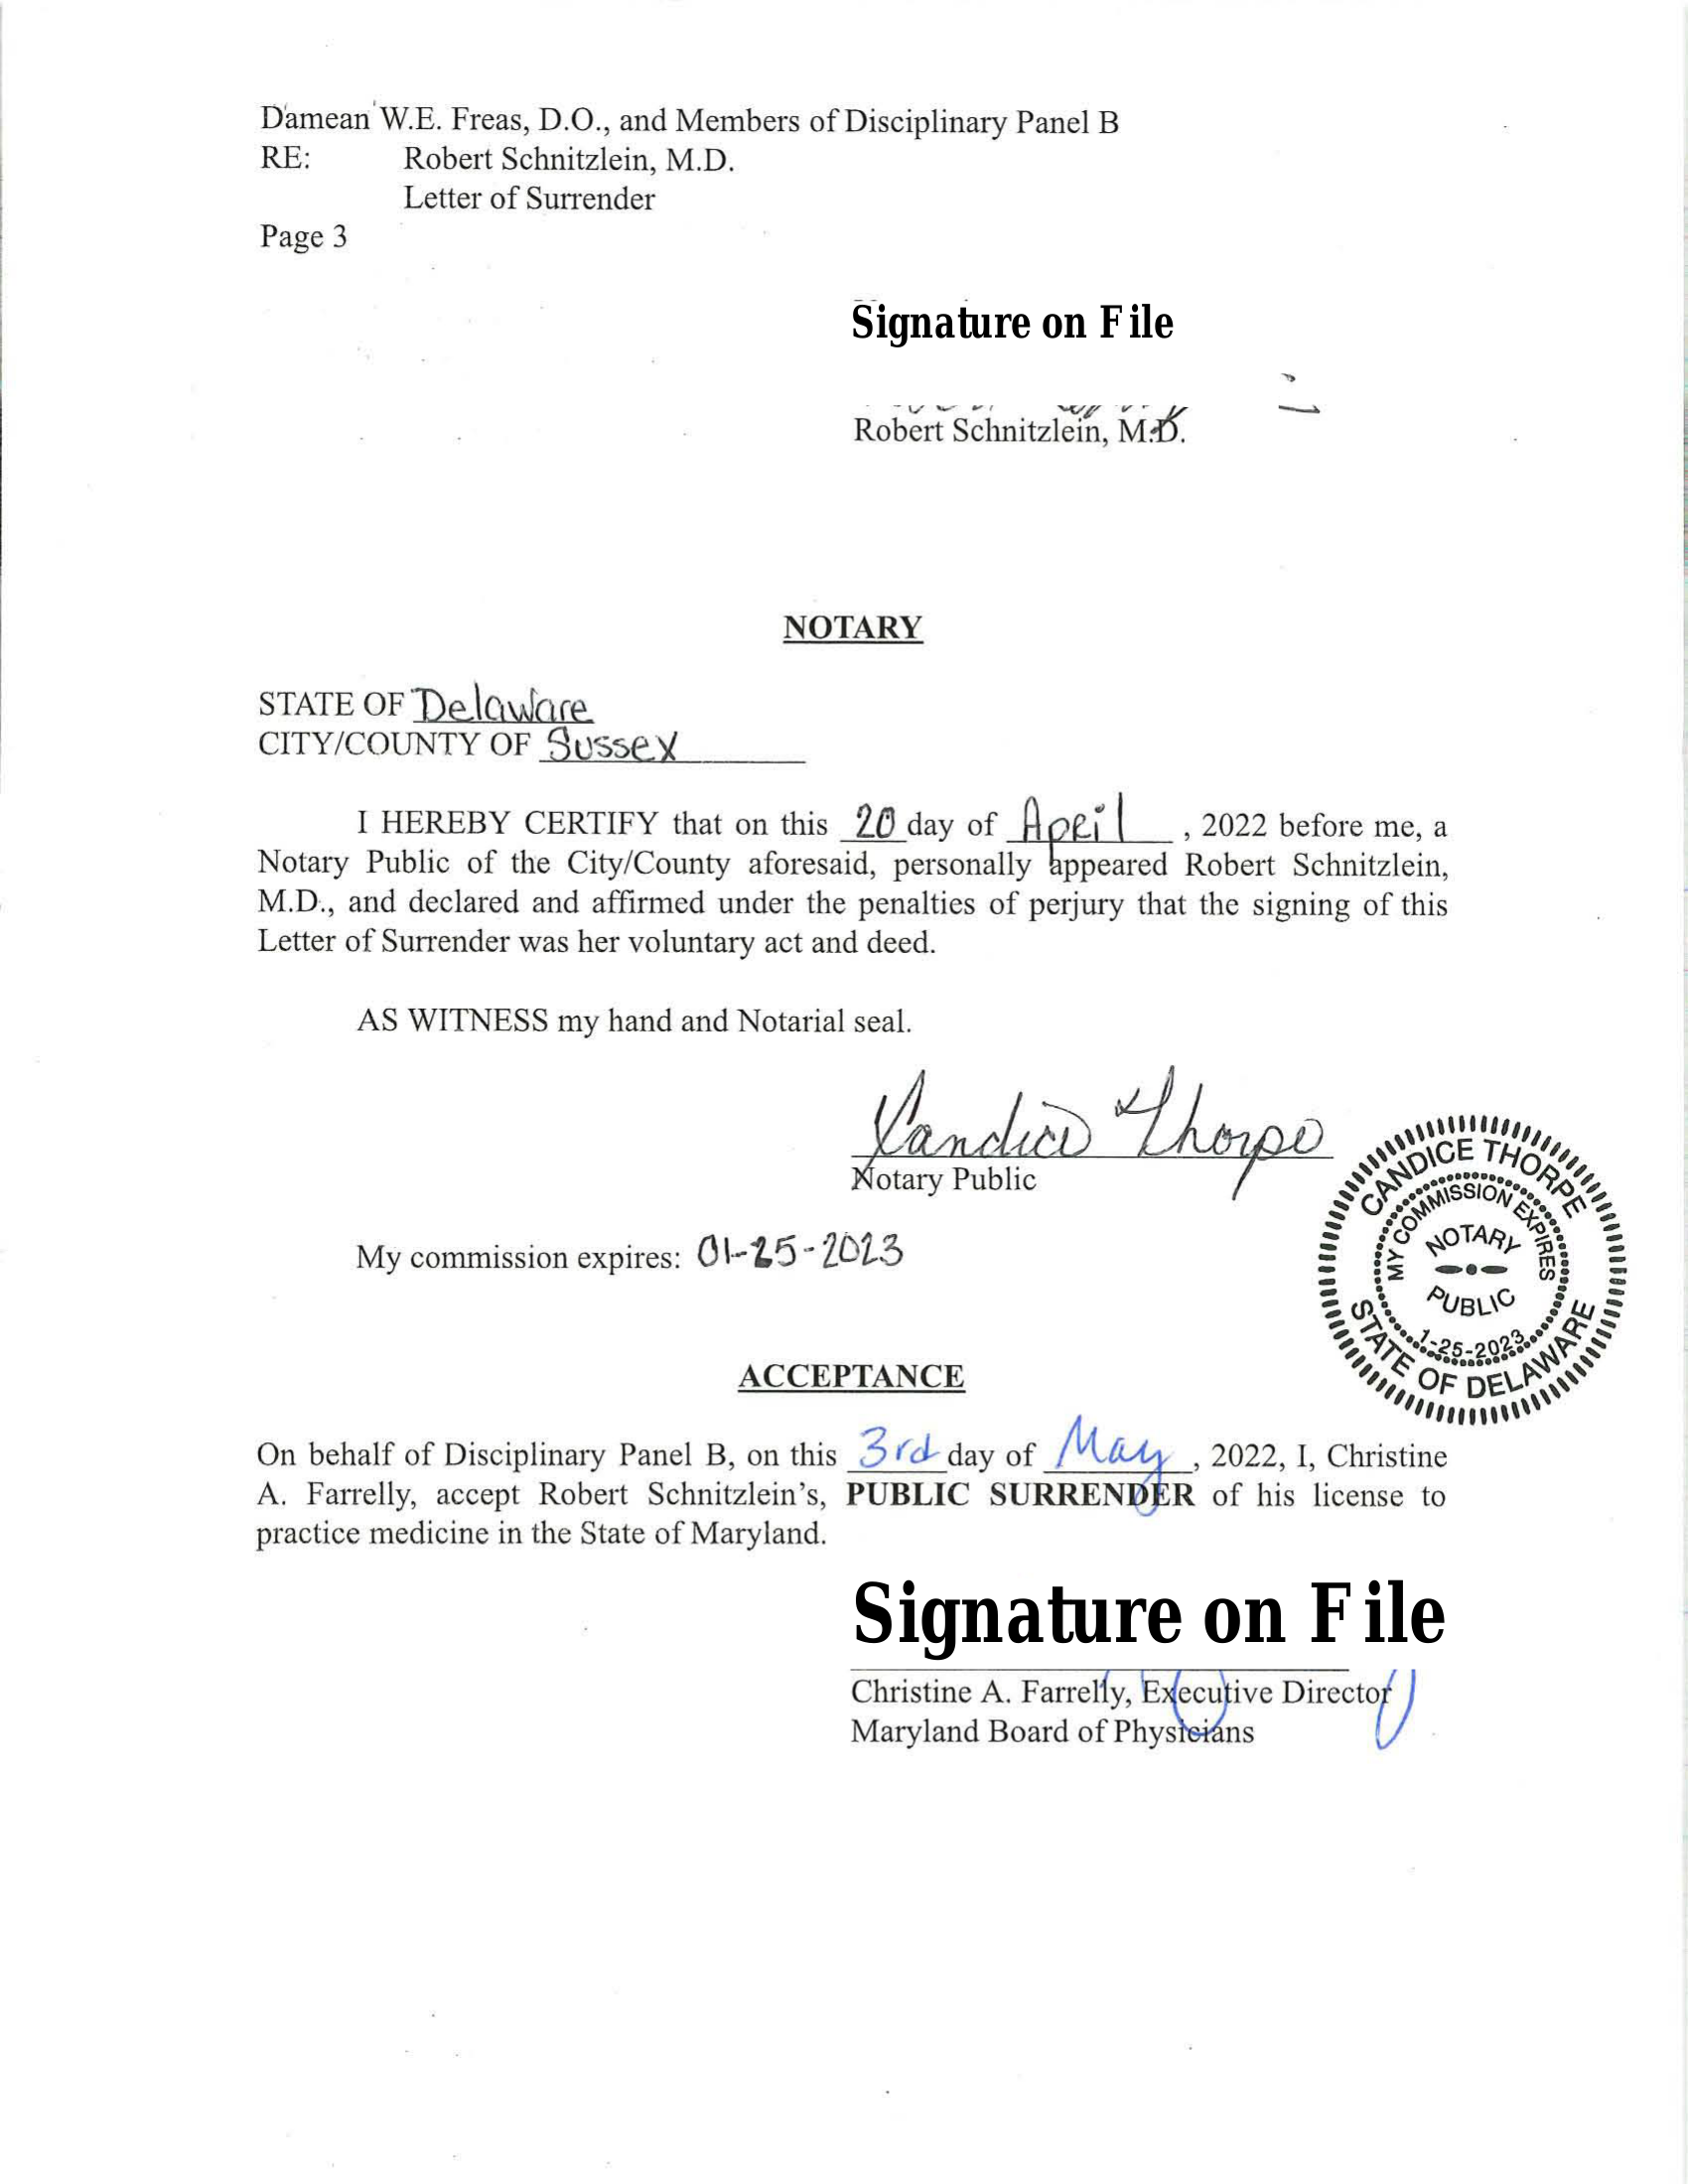 Damean W.E. Freas, D.O., and Members of Disciplinary Panel B
RE: Robert Schnitzlein, M.D.
Letter of Surrender
Page 3
Signature on File
Robert Schnitzlein, M.D.
NOTARY
STATE OF Delaware
CITY/COUNTY OF Sussex
I HEREBY CERTIFY that on this 20 day of April, 2022 before me, a
Notary Public of the City/County aforesaid, personally appeared Robert Schnitzlein,
M.D., and declared and affirmed under the penalties of perjury that the signing of this
Letter of Surrender was her voluntary act and deed.
AS WITNESS my hand and Notarial seal.
Candice Thorpe
Notary Public
My commission expires: 01-25-2023
CANDICE THORPE
MY COMMISSION EXPIRES
NOTARY
PUBLIC
1-25-2023
STATE OF DELAWARE
ACCEPTANCE
On behalf of Disciplinary Panel B, on this 3rd day of May, 2022, I, Christine
A. Farrelly, accept Robert Schnitzlein's, PUBLIC SURRENDER of his license to
practice medicine in the State of Maryland.
Signature on File
Christine A. Farrelly, Executive Director
Maryland Board of Physicians